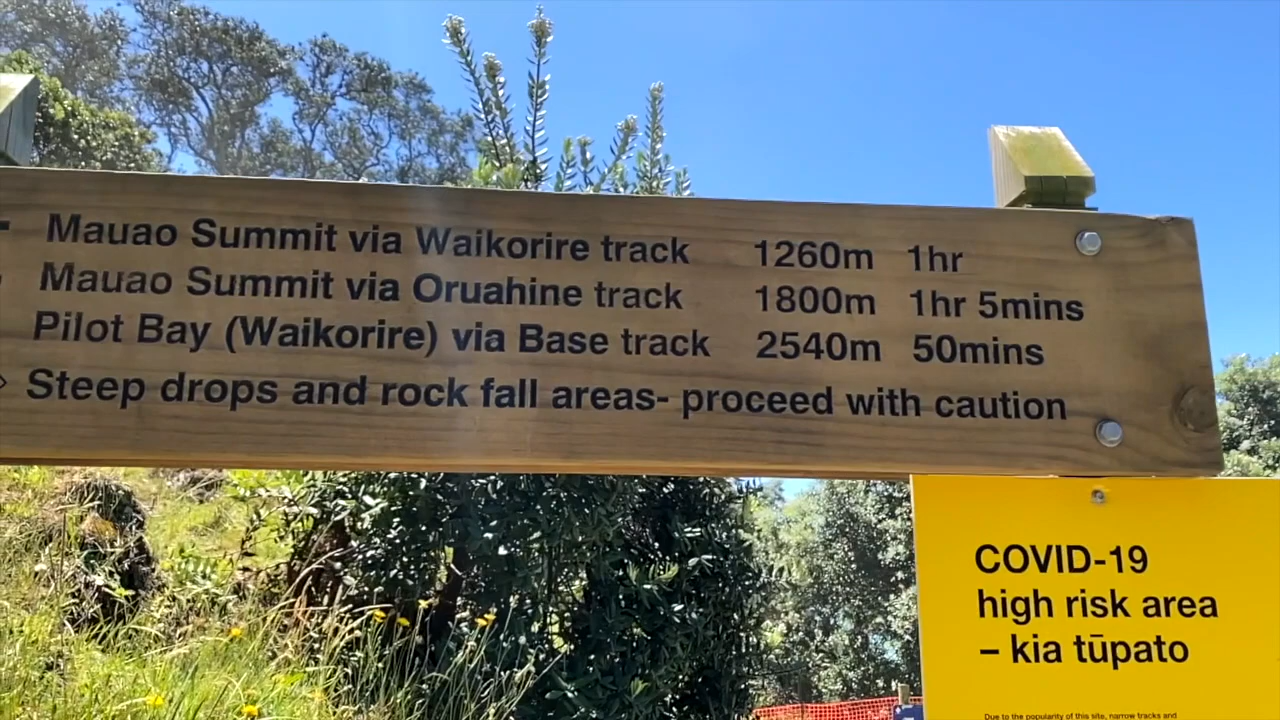 Mauao Summit via Waikorire track 1260m 1hr
Mauao Summit via Oruahine track 1800m 1hr 5mins
Pilot Bay (Waikorire) via Base track 2540m 50mins
Steep drops and rock fall areas- proceed with caution
COVID-19
high risk area
– kia tūpato
Due to the popularity of this site, narrow tracks and